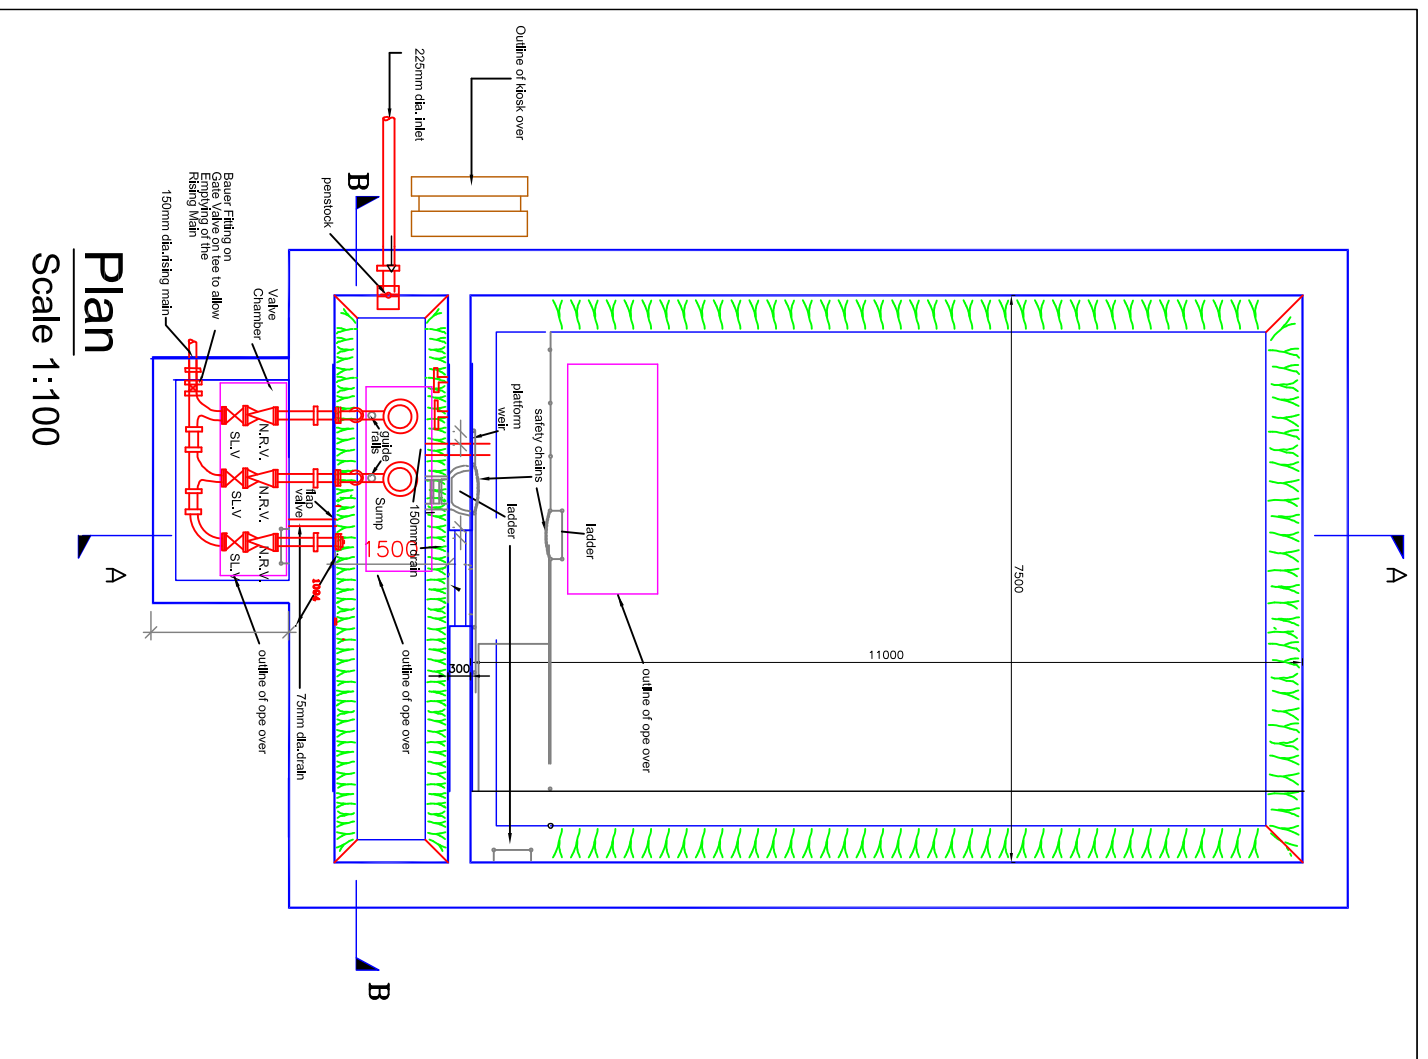 Plan
Scale 1:100
Outline of kiosk over
225mm dia. inlet
B
penstock
Bauer Fitting on
Gate Valve on tee to allow
Emptying of the
Rising Main
150mm dia.rising main
Valve
Chamber
N.R.V.
SL.V
N.R.V.
SL.V
N.R.V.
SL.V
guide
rails
Sump
flap
valve
150mm drain
1500
1094
platform
weir
safety chains
ladder
ladder
7500
11000
300
outline of ope over
outline of ope over
outline of ope over
75mm dia.drain
A
A
B